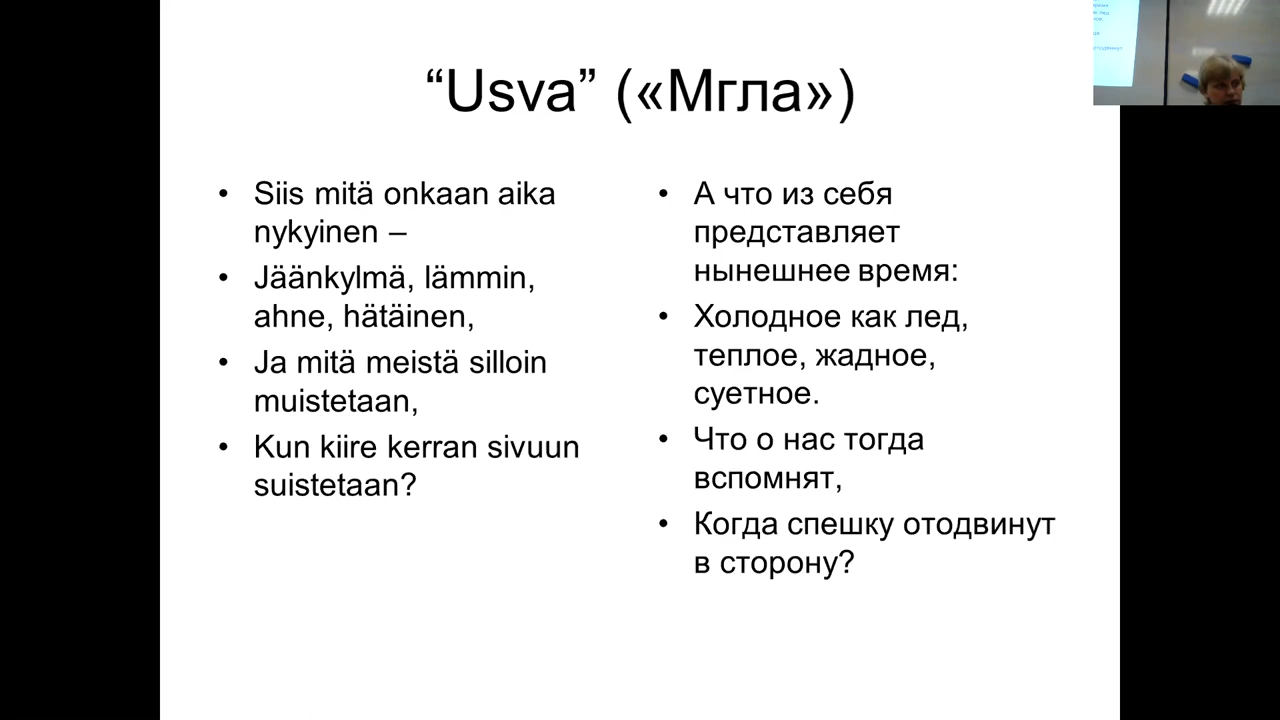 “Usva” («Мгла»)
• Siis mitä onkaan aika
nykyinen –
• Jäänkylmä, lämmin,
ahne, hätäinen,
• Ja mitä meistä silloin
muistetaan,
• Kun kiire kerran sivuun
suistetaan?
• А что из себя
представляет
нынешнее время:
• Холодное как лед,
теплое, жадное,
суетное.
• Что о нас тогда
вспомнят,
• Когда спешку отодвинут
в сторону?